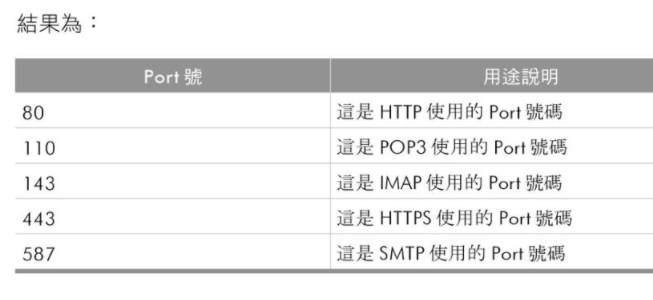 結果為：
Port 號 用途說明
80 這是 HTTP 使用的 Port 號碼
110 這是 POP3 使用的 Port 號碼
143 這是 IMAP 使用的 Port 號碼
443 這是 HTTPS 使用的 Port 號碼
587 這是 SMTP 使用的 Port 號碼